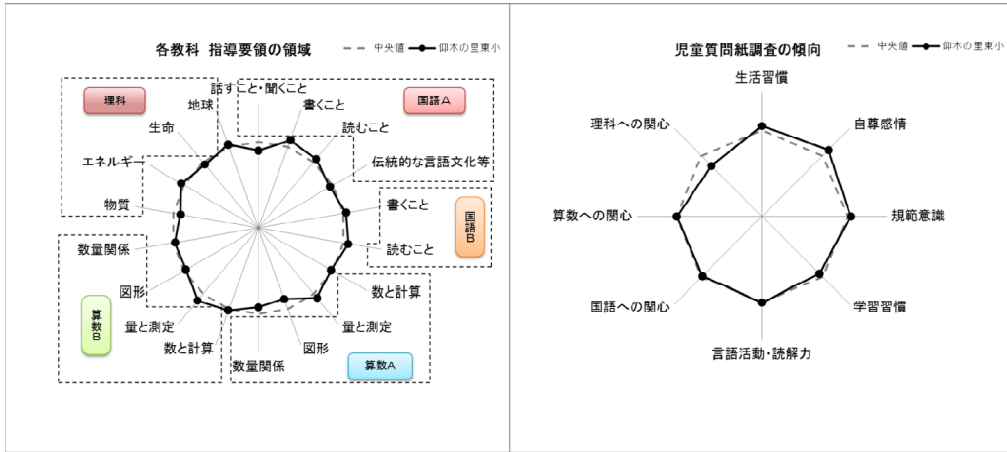 各教科 指導要領の領域
中央値
仰木の里東小
理科
国語A
国語B
算数A
算数B
話すこと・聞くこと
書くこと
読むこと
伝統的な言語文化等
書くこと
読むこと
数と計算
量と測定
図形
数量関係
数と計算
量と測定
図形
数量関係
物質
エネルギー
生命
地球
児童質問紙調査の傾向
中央値
仰木の里東小
生活習慣
自尊感情
規範意識
学習習慣
言語活動・読解力
国語への関心
算数への関心
理科への関心